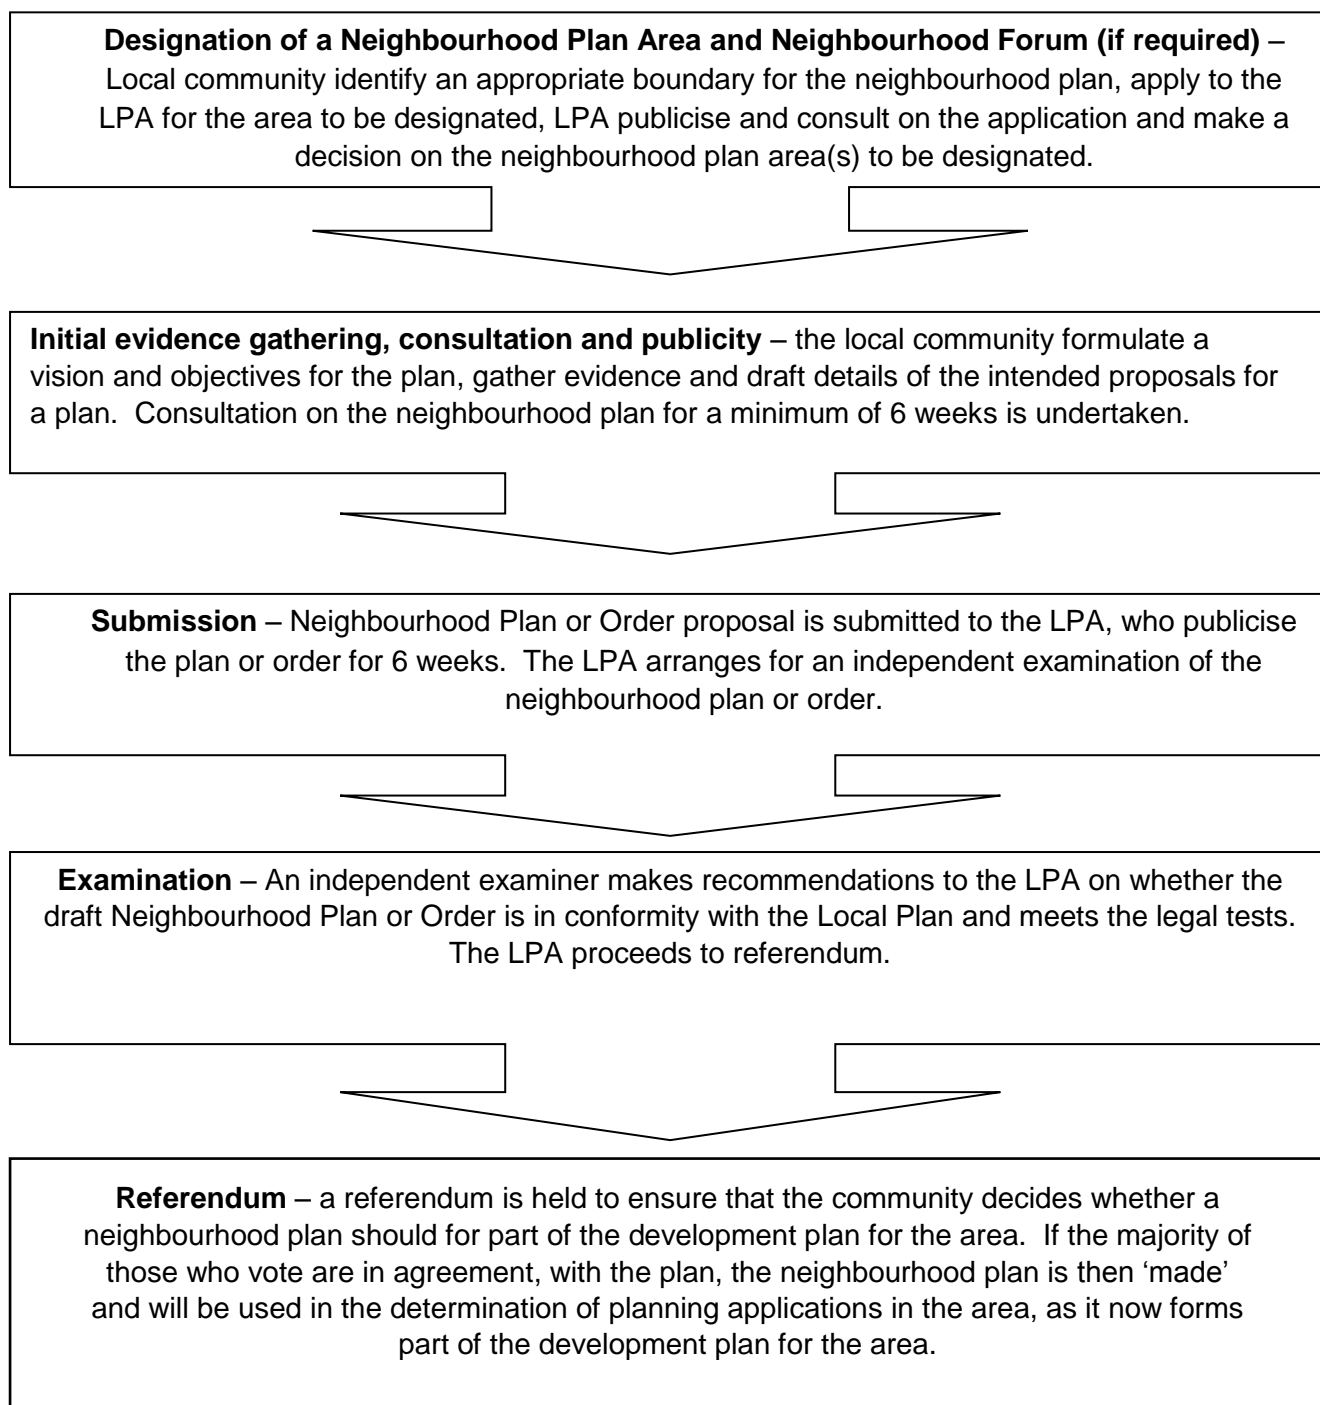 Designation of a Neighbourhood Plan Area and Neighbourhood Forum (if required) –
Local community identify an appropriate boundary for the neighbourhood plan, apply to the
LPA for the area to be designated, LPA publicise and consult on the application and make a
decision on the neighbourhood plan area(s) to be designated.
Initial evidence gathering, consultation and publicity – the local community formulate a
vision and objectives for the plan, gather evidence and draft details of the intended proposals for
a plan.  Consultation on the neighbourhood plan for a minimum of 6 weeks is undertaken.
Submission – Neighbourhood Plan or Order proposal is submitted to the LPA, who publicise
the plan or order for 6 weeks.  The LPA arranges for an independent examination of the
neighbourhood plan or order.
Examination – An independent examiner makes recommendations to the LPA on whether the
draft Neighbourhood Plan or Order is in conformity with the Local Plan and meets the legal tests.
The LPA proceeds to referendum.
Referendum – a referendum is held to ensure that the community decides whether a
neighbourhood plan should for part of the development plan for the area.  If the majority of
those who vote are in agreement, with the plan, the neighbourhood plan is then ‘made’
and will be used in the determination of planning applications in the area, as it now forms
part of the development plan for the area.